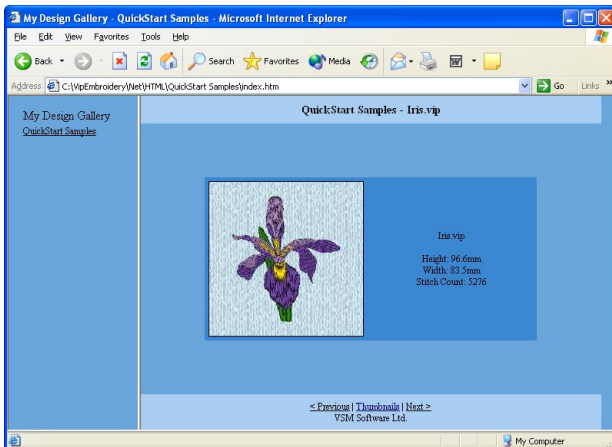 My Design Gallery - QuickStart Samples - Microsoft Internet Explorer
File Edit View Favorites Tools Help
Back Search Favorites Media
Address C:\VipEmbroidery\Net\HTML\QuickStart Samples\index.htm Go Links »
My Design Gallery
QuickStart Samples
QuickStart Samples - Iris.vip
Iris.vip
Height: 96.6mm
Width: 83.5mm
Stitch Count: 5276
< Previous | Thumbnails | Next >
VSM Software Ltd.
My Computer